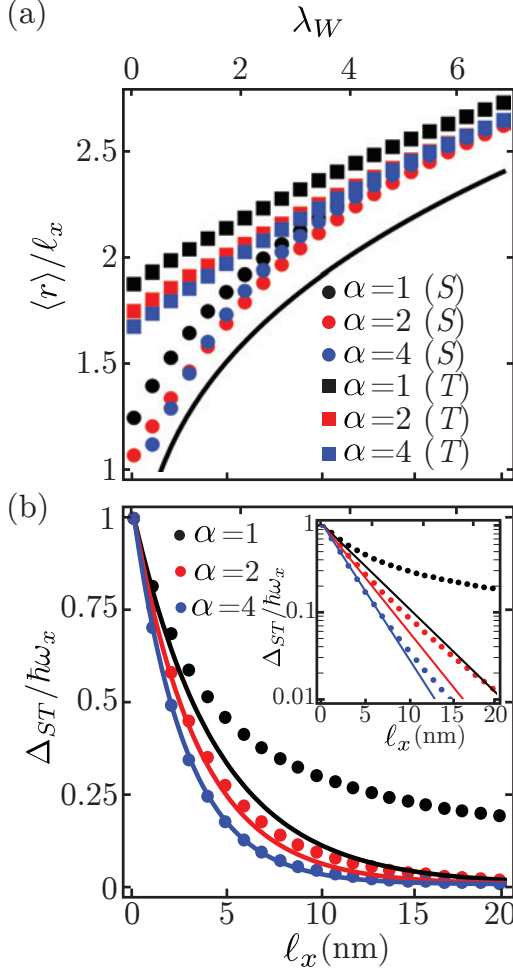 (a)
λ_W
0 2 4 6
⟨r⟩/ℓ_x
2.5
2
1.5
1
α=1 (S)
α=2 (S)
α=4 (S)
α=1 (T)
α=2 (T)
α=4 (T)
(b)
Δ_ST/ℏω_x
1
0.75
0.5
0.25
0
α=1
α=2
α=4
Δ_ST/ℏω_x
1
0.1
0.01
0 5 10 15 20
ℓ_x(nm)
0 5 10 15 20
ℓ_x(nm)